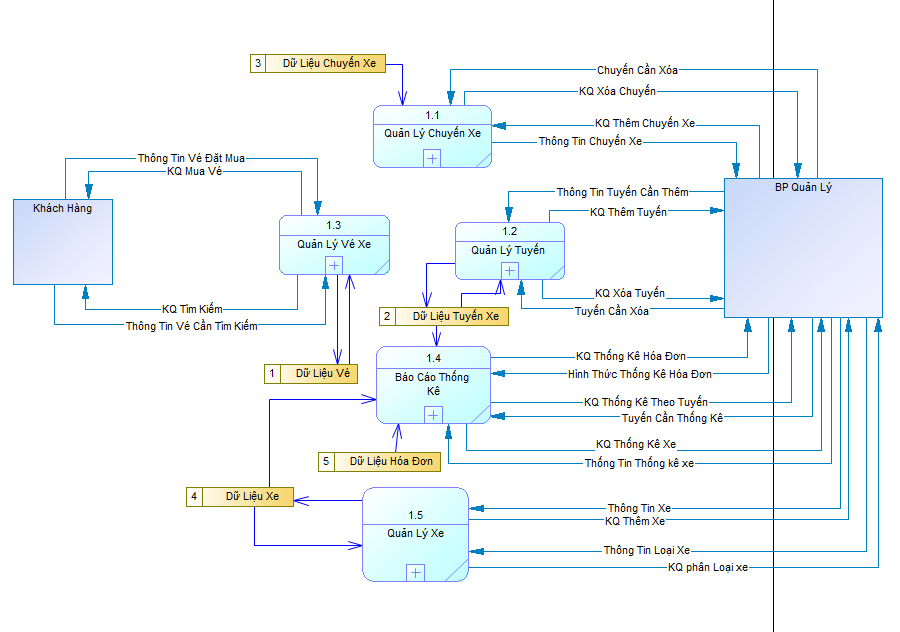 3 Dữ Liệu Chuyến Xe
Chuyến Cần Xóa
KQ Xóa Chuyến
1.1
Quản Lý Chuyến Xe
KQ Thêm Chuyến Xe
Thông Tin Chuyến Xe
Thông Tin Vé Đặt Mua
KQ Mua Vé
BP Quản Lý
Thông Tin Tuyến Cần Thêm
KQ Thêm Tuyến
Khách Hàng
1.3
Quản Lý Vé Xe
1.2
Quản Lý Tuyến
KQ Xóa Tuyến
Tuyến Cần Xóa
KQ Tìm Kiếm
Thông Tin Vé Cần Tìm Kiếm
2 Dữ Liệu Tuyến Xe
1.4
Báo Cáo Thống
Kê
KQ Thống Kê Hóa Đơn
Hình Thức Thống Kê Hóa Đơn
1 Dữ Liệu Vé
KQ Thống Kê Theo Tuyến
Tuyến Cần Thống Kê
KQ Thống Kê Xe
Thống Tin Thống kê xe
5 Dữ Liệu Hóa Đơn
4 Dữ Liệu Xe
1.5
Quản Lý Xe
Thông Tin Xe
KQ Thêm Xe
Thông Tin Loại Xe
KQ phân Loại xe